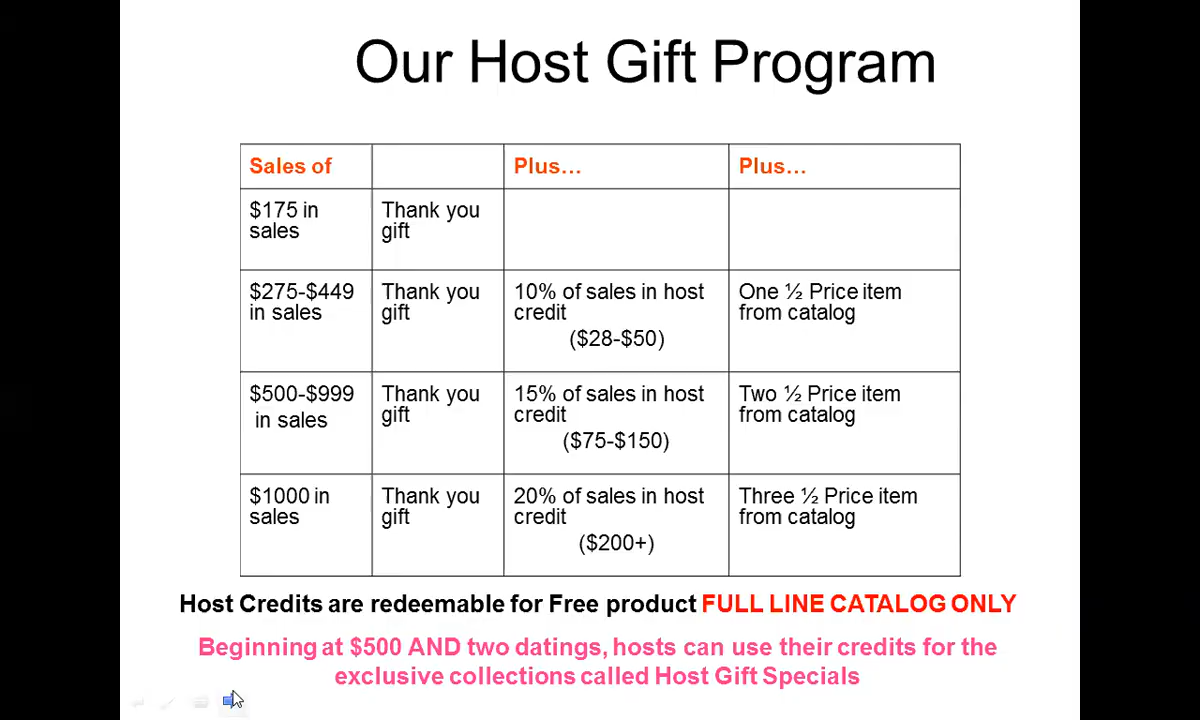 Our Host Gift Program
Sales of
Plus…
Plus…
$175 in
sales
Thank you
gift
$275-$449
in sales
Thank you
gift
10% of sales in host
credit
($28-$50)
One ½ Price item
from catalog
$500-$999
in sales
Thank you
gift
15% of sales in host
credit
($75-$150)
Two ½ Price item
from catalog
$1000 in
sales
Thank you
gift
20% of sales in host
credit
($200+)
Three ½ Price item
from catalog
Host Credits are redeemable for Free product FULL LINE CATALOG ONLY
Beginning at $500 AND two datings, hosts can use their credits for the
exclusive collections called Host Gift Specials